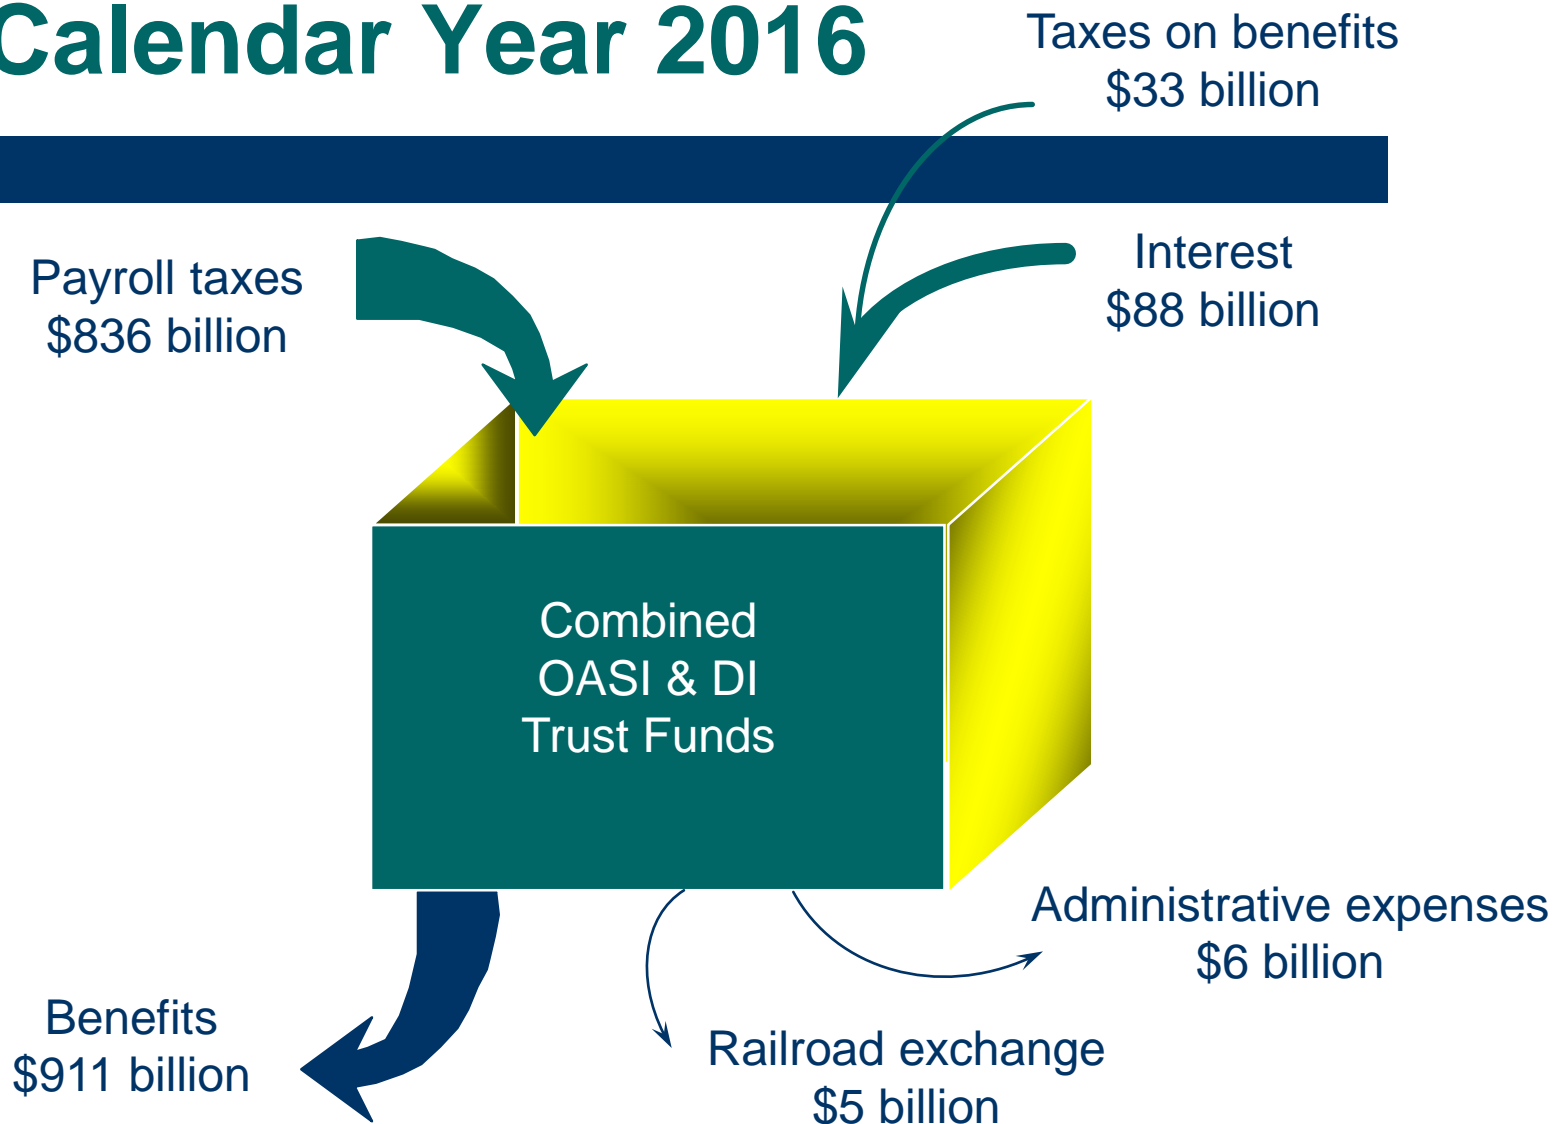 Calendar Year 2016
Taxes on benefits
$33 billion
Payroll taxes
$836 billion
Interest
$88 billion
Combined
OASI & DI
Trust Funds
Administrative expenses
$6 billion
Benefits
$911 billion
Railroad exchange
$5 billion